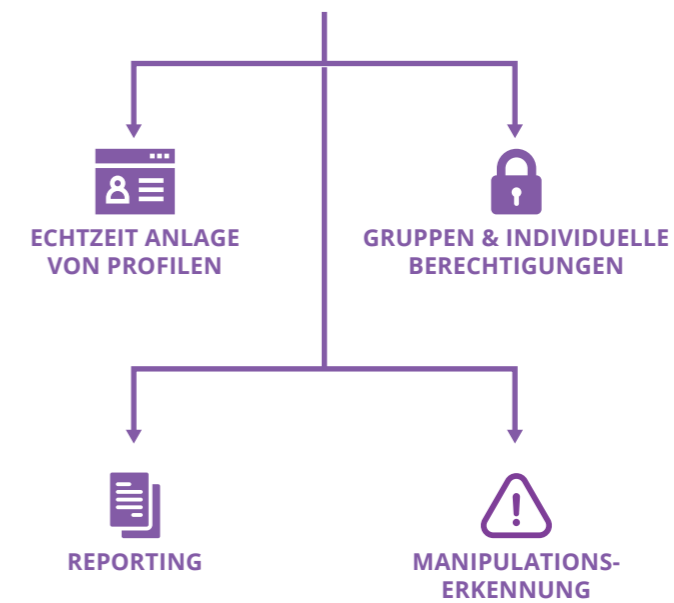 ECHTZEIT ANLAGE
VON PROFILEN
GRUPPEN & INDIVIDUELLE
BERECHTIGUNGEN
REPORTING
MANIPULATIONS-
ERKENNUNG